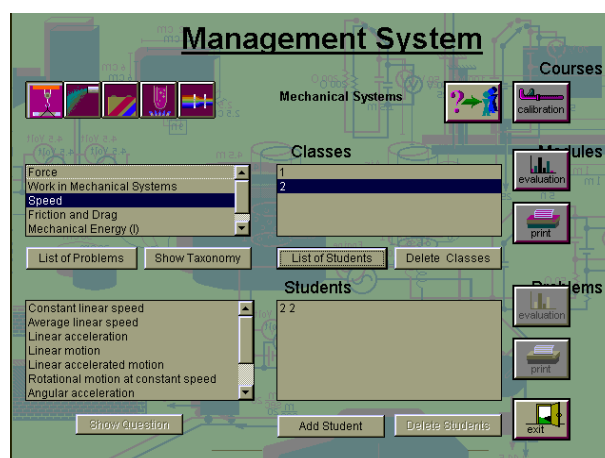 Management System
Courses
Mechanical Systems
calibration
Classes
Modules
Force
Work in Mechanical Systems
Speed
Friction and Drag
Mechanical Energy (I)
1
2
evaluation
print
List of Problems
Show Taxonomy
List of Students
Delete Classes
Students
Problems
Constant linear speed
Average linear speed
Linear acceleration
Linear motion
Linear accelerated motion
Rotational motion at constant speed
Angular acceleration
2 2
evaluation
print
Show Question
Add Student
Delete Students
exit